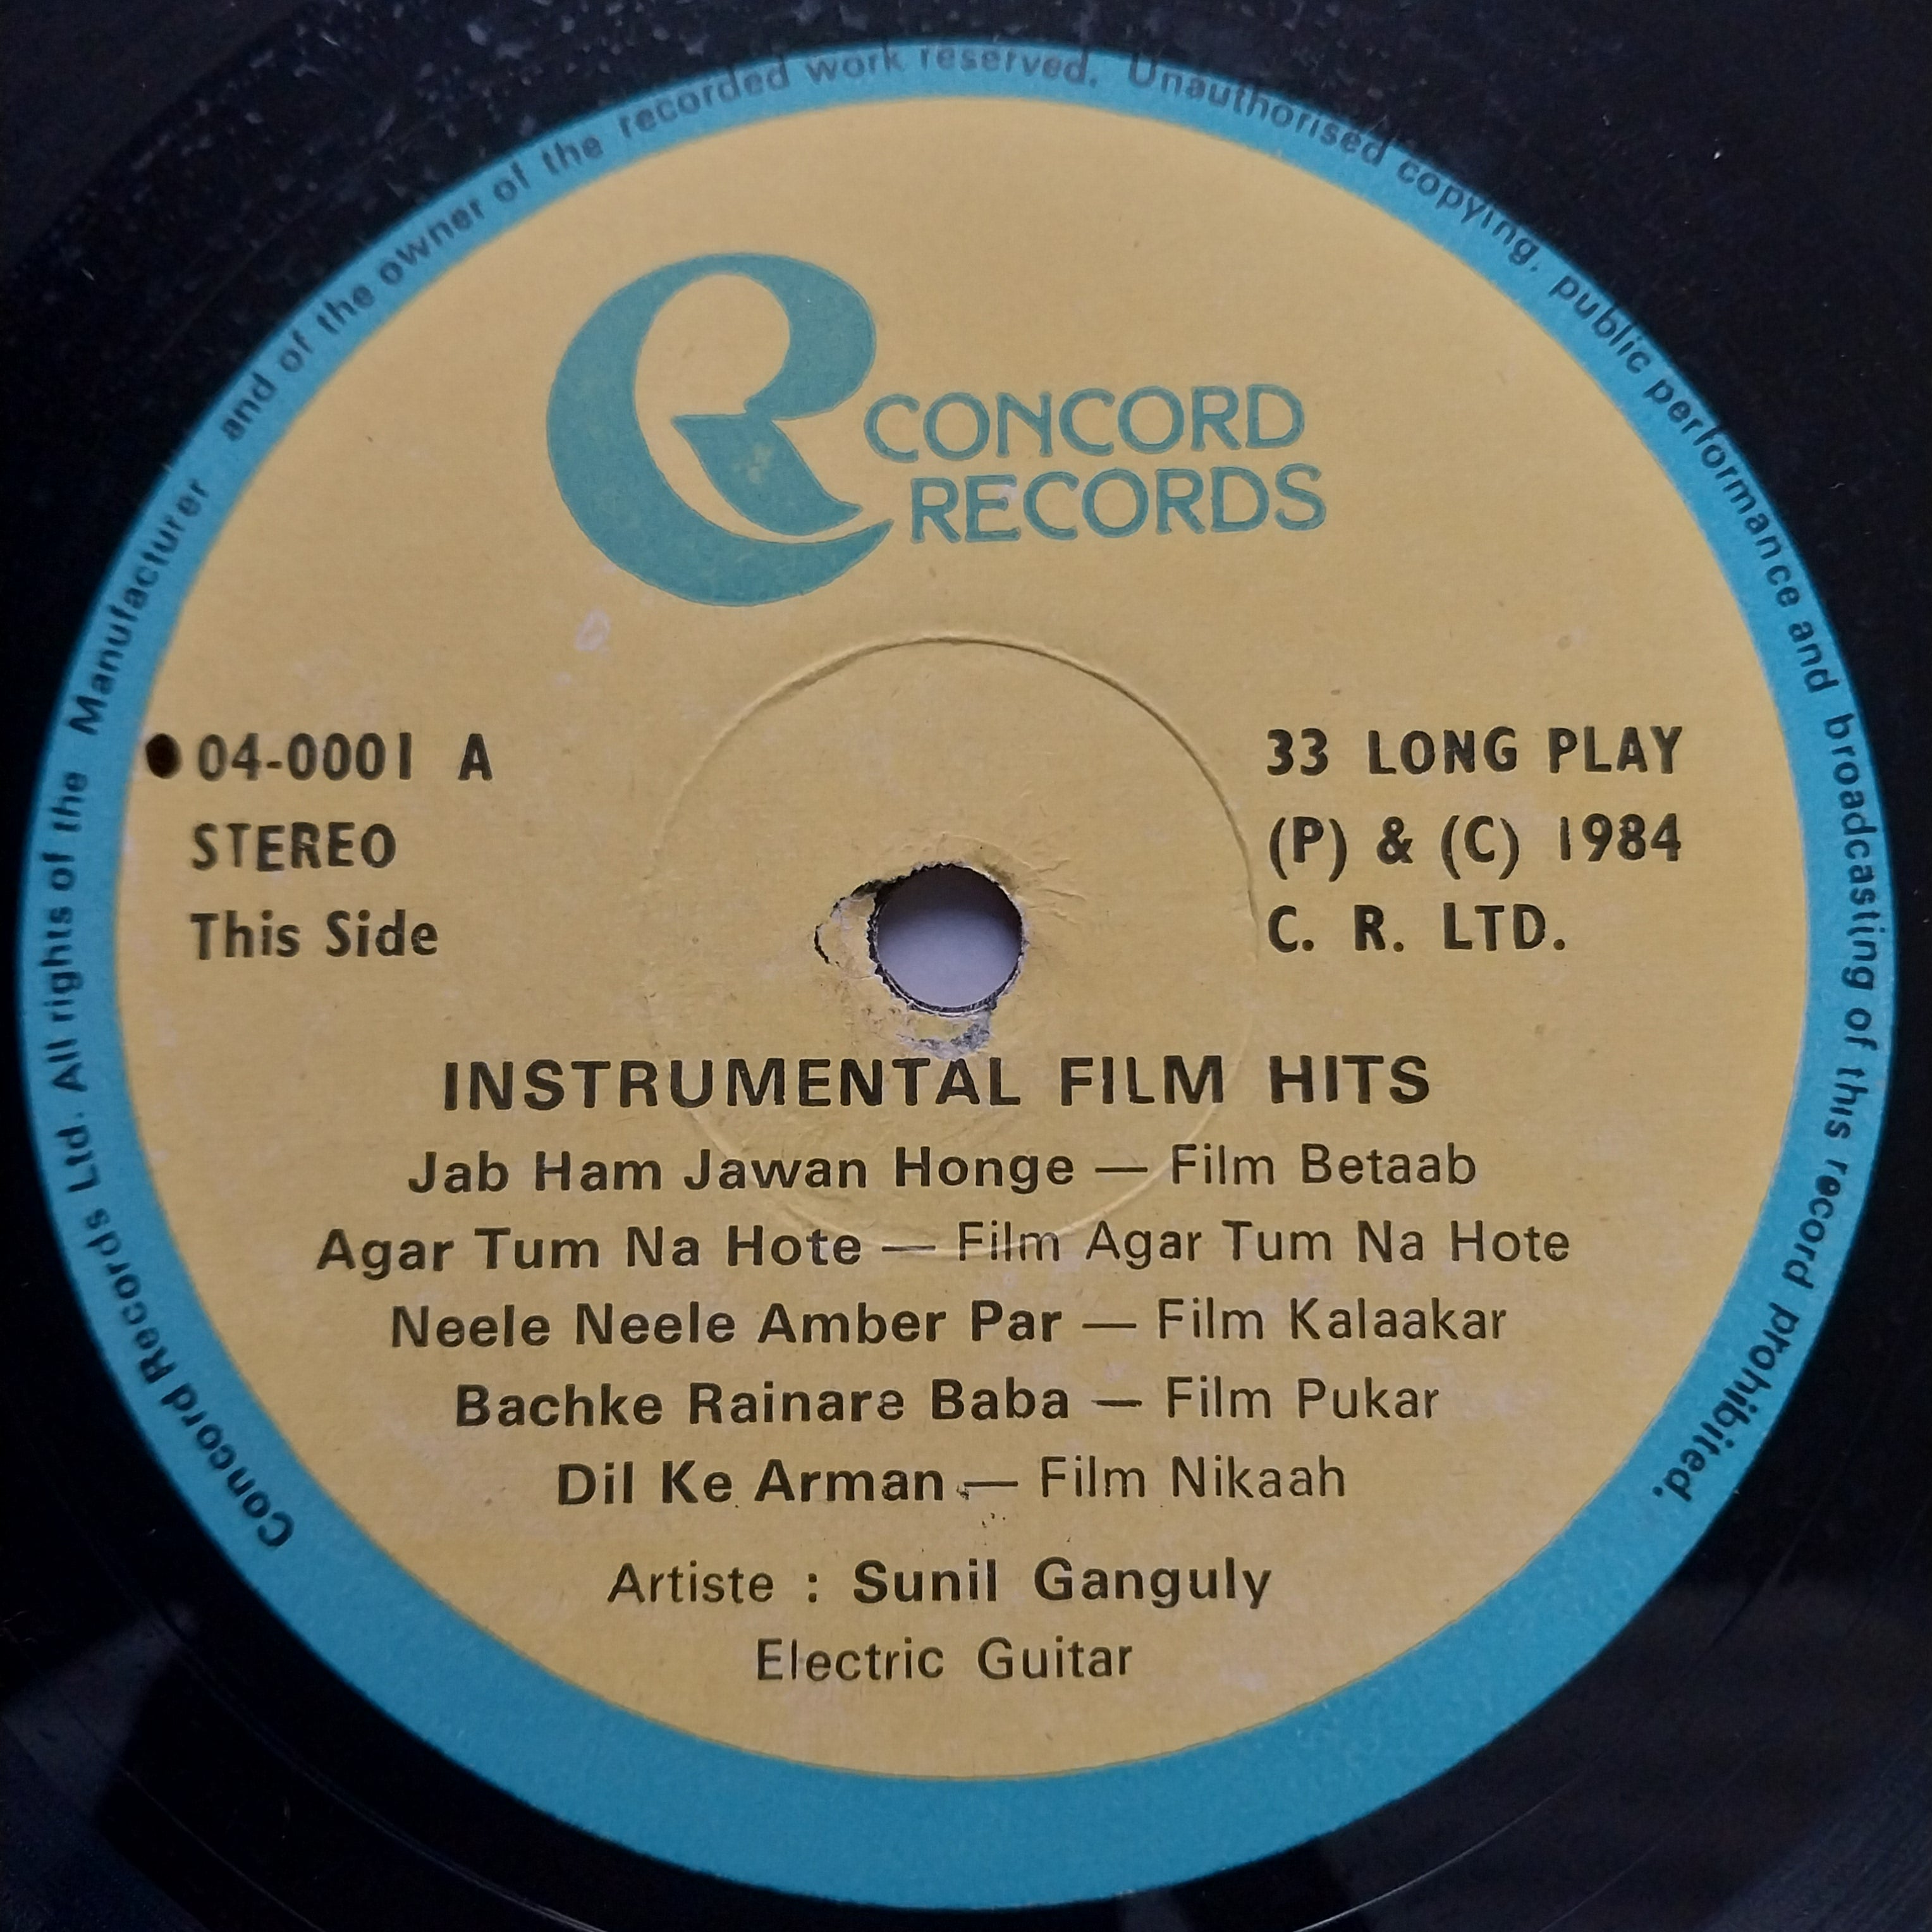 Concord Records Ltd. All rights of the Manufacturer and of the owner of the recorded work reserved. Unauthorised copying, public performance and broadcasting of this record prohibited.
CONCORD
RECORDS
04-0001 A
STEREO
This Side
33 LONG PLAY
(P) & (C) 1984
C. R. LTD.
INSTRUMENTAL FILM HITS
Jab Ham Jawan Honge — Film Betaab
Agar Tum Na Hote — Film Agar Tum Na Hote
Neele Neele Amber Par — Film Kalaakar
Bachke Rainare Baba — Film Pukar
Dil Ke Arman — Film Nikaah
Artiste : Sunil Ganguly
Electric Guitar